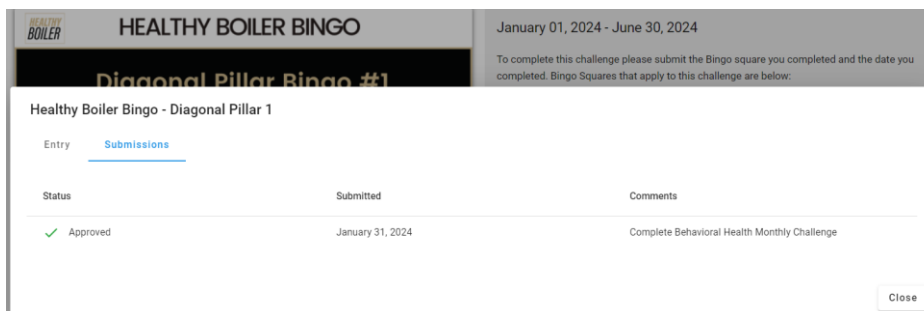 HEALTHY
BOILER
HEALTHY BOILER BINGO
Diagonal Pillar Bingo #1
January 01, 2024 - June 30, 2024
To complete this challenge please submit the Bingo square you completed and the date you
completed. Bingo Squares that apply to this challenge are below:
Healthy Boiler Bingo - Diagonal Pillar 1
Entry Submissions
Status Submitted Comments
Approved January 31, 2024 Complete Behavioral Health Monthly Challenge
Close